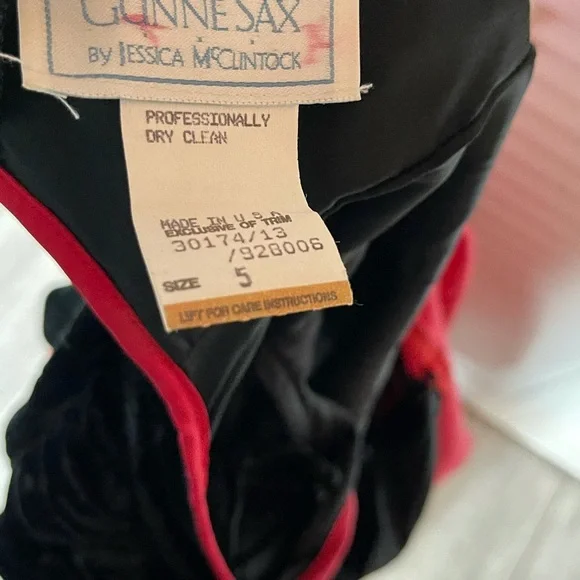 GUNNE SAX
BY JESSICA McCLINTOCK
PROFESSIONALLY
DRY CLEAN
MADE IN U S A
EXCLUSIVE OF TRIM
30174/13
/928006
SIZE 5
LIFT FOR CARE INSTRUCTIONS